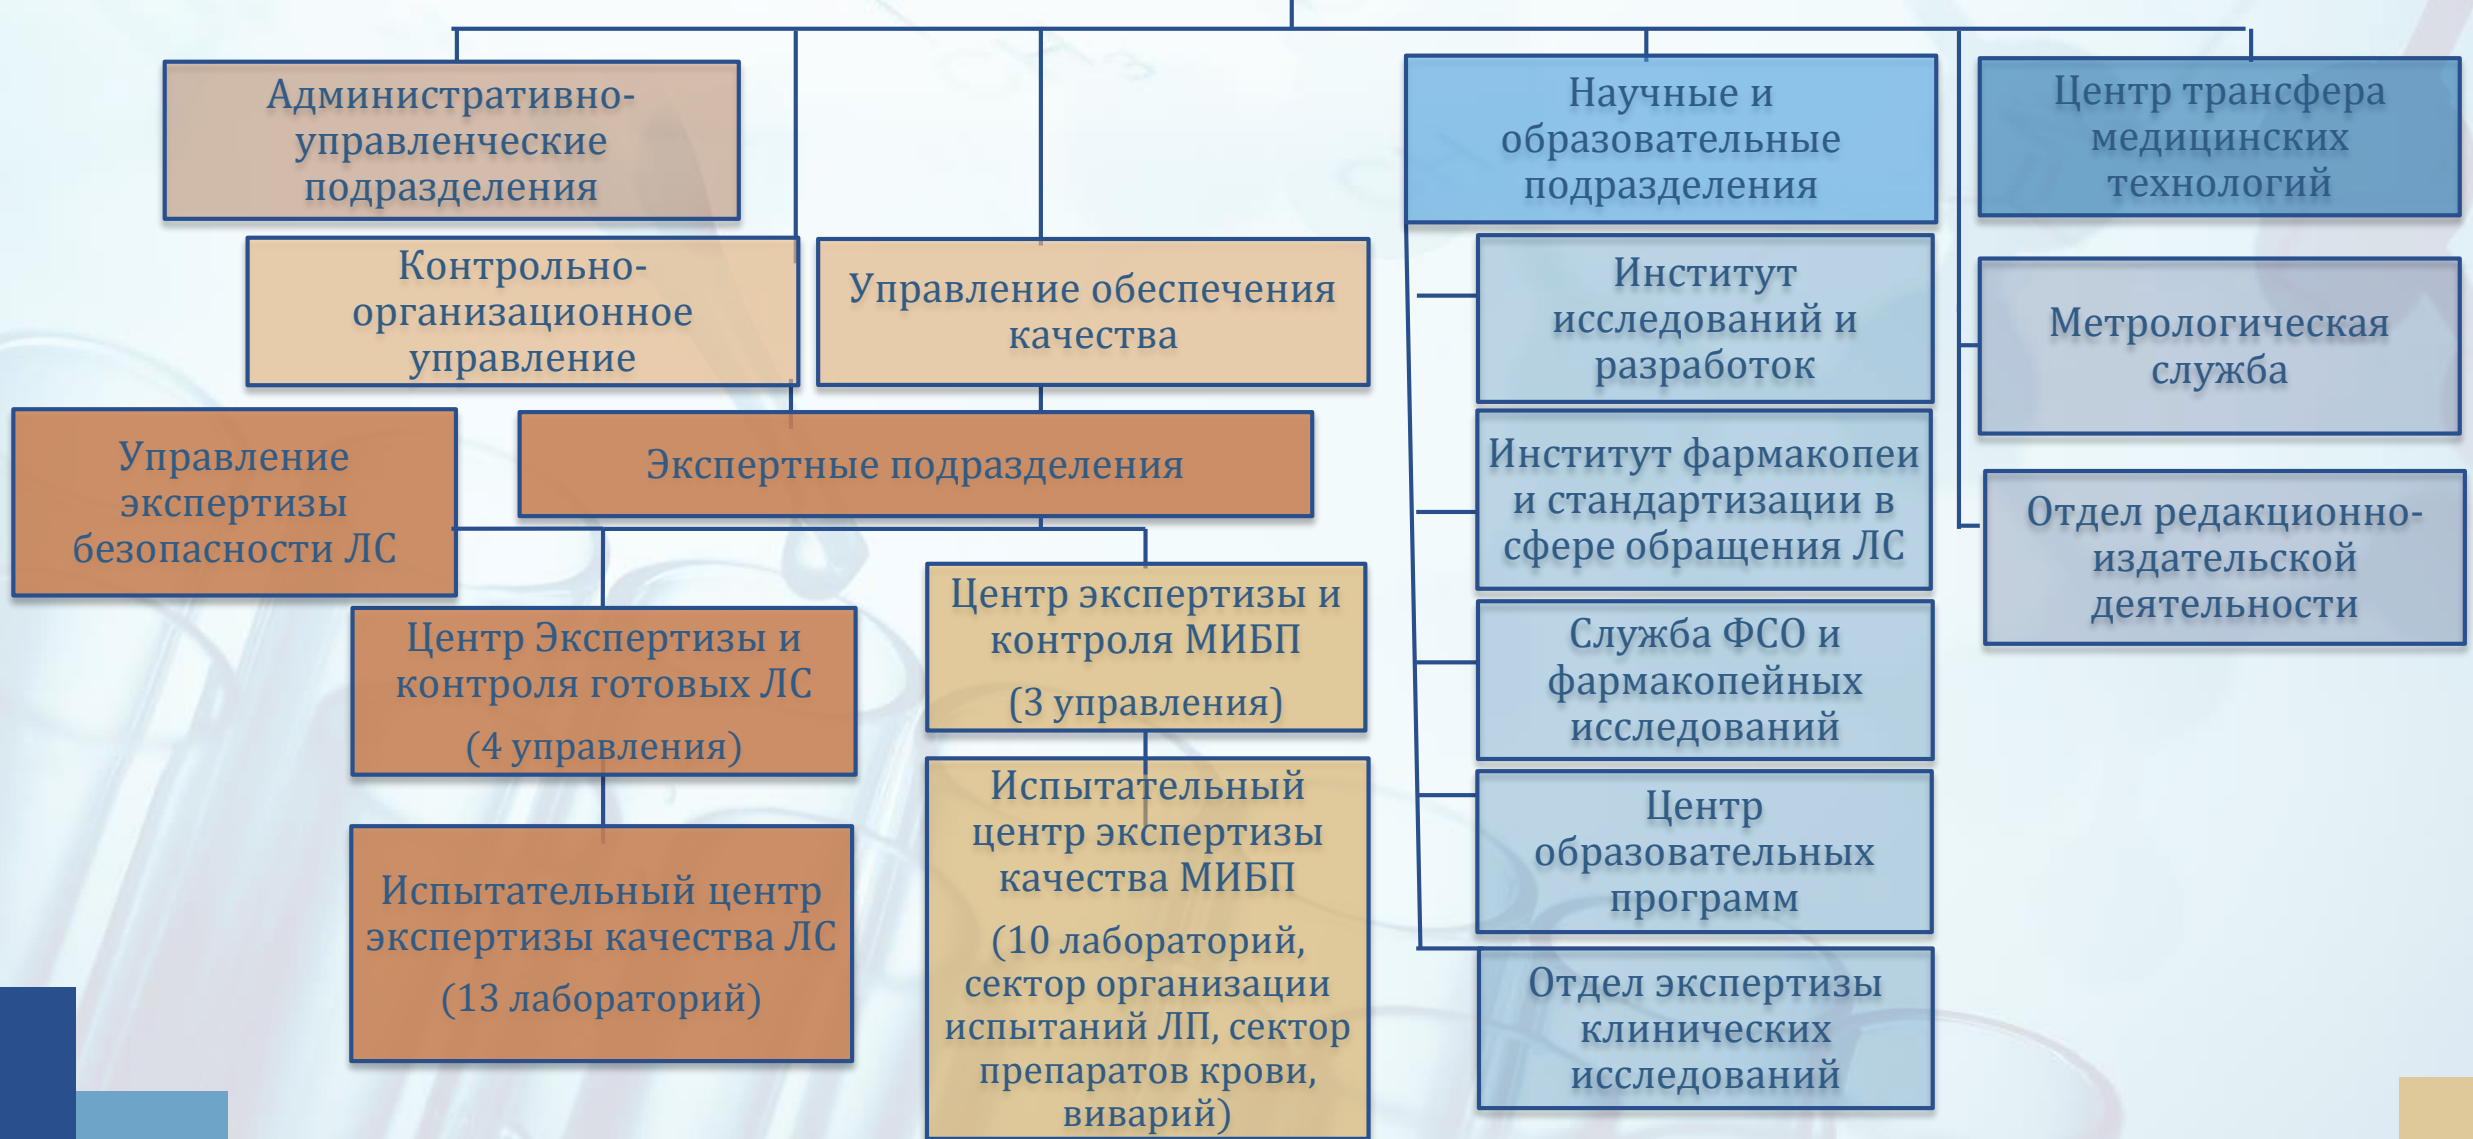 Административно-
управленческие
подразделения
Контрольно-
организационное
управление
Управление обеспечения
качества
Управление
экспертизы
безопасности ЛС
Экспертные подразделения
Центр Экспертизы и
контроля готовых ЛС
(4 управления)
Испытательный центр
экспертизы качества ЛС
(13 лабораторий)
Центр экспертизы и
контроля МИБП
(3 управления)
Испытательный
центр экспертизы
качества МИБП
(10 лабораторий,
сектор организации
испытаний ЛП, сектор
препаратов крови,
виварий)
Научные и
образовательные
подразделения
Институт
исследований и
разработок
Институт фармакопеи
и стандартизации в
сфере обращения ЛС
Служба ФСО и
фармакопейных
исследований
Центр
образовательных
программ
Отдел экспертизы
клинических
исследований
Центр трансфера
медицинских
технологий
Метрологическая
служба
Отдел редакционно-
издательской
деятельности